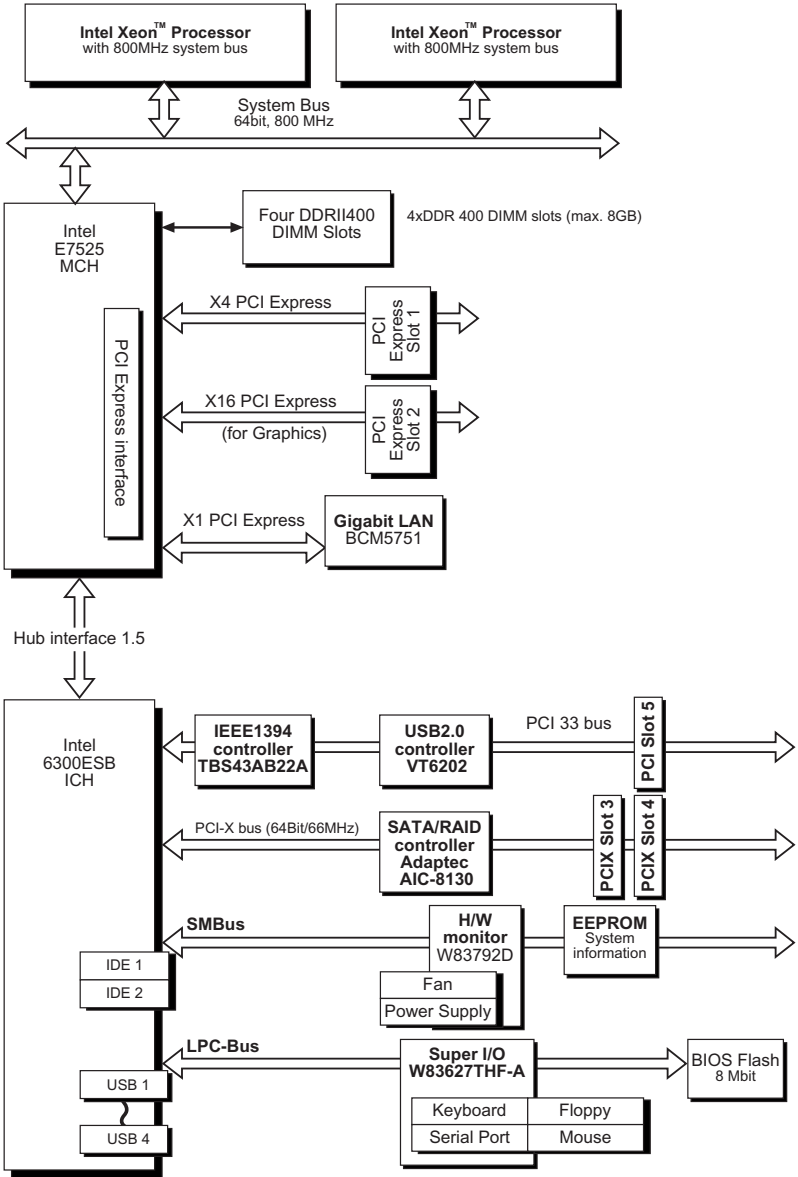 Intel Xeon™ Processor
with 800MHz system bus
Intel Xeon™ Processor
with 800MHz system bus
System Bus
64bit, 800 MHz
Intel
E7525
MCH
Four DDRII400
DIMM Slots
4xDDR 400 DIMM slots (max. 8GB)
PCI Express interface
X4 PCI Express
PCI
Express
Slot 1
X16 PCI Express
(for Graphics)
PCI
Express
Slot 2
X1 PCI Express
Gigabit LAN
BCM5751
Hub interface 1.5
Intel
6300ESB
ICH
IEEE1394
controller
TBS43AB22A
USB2.0
controller
VT6202
PCI 33 bus
PCI Slot 5
PCI-X bus (64Bit/66MHz)
SATA/RAID
controller
Adaptec
AIC-8130
PCIX Slot 3
PCIX Slot 4
SMBus
H/W
monitor
W83792D
Fan
Power Supply
EEPROM
System
information
IDE 1
IDE 2
LPC-Bus
Super I/O
W83627THF-A
Keyboard
Floppy
Serial Port
Mouse
BIOS Flash
8 Mbit
USB 1
USB 4